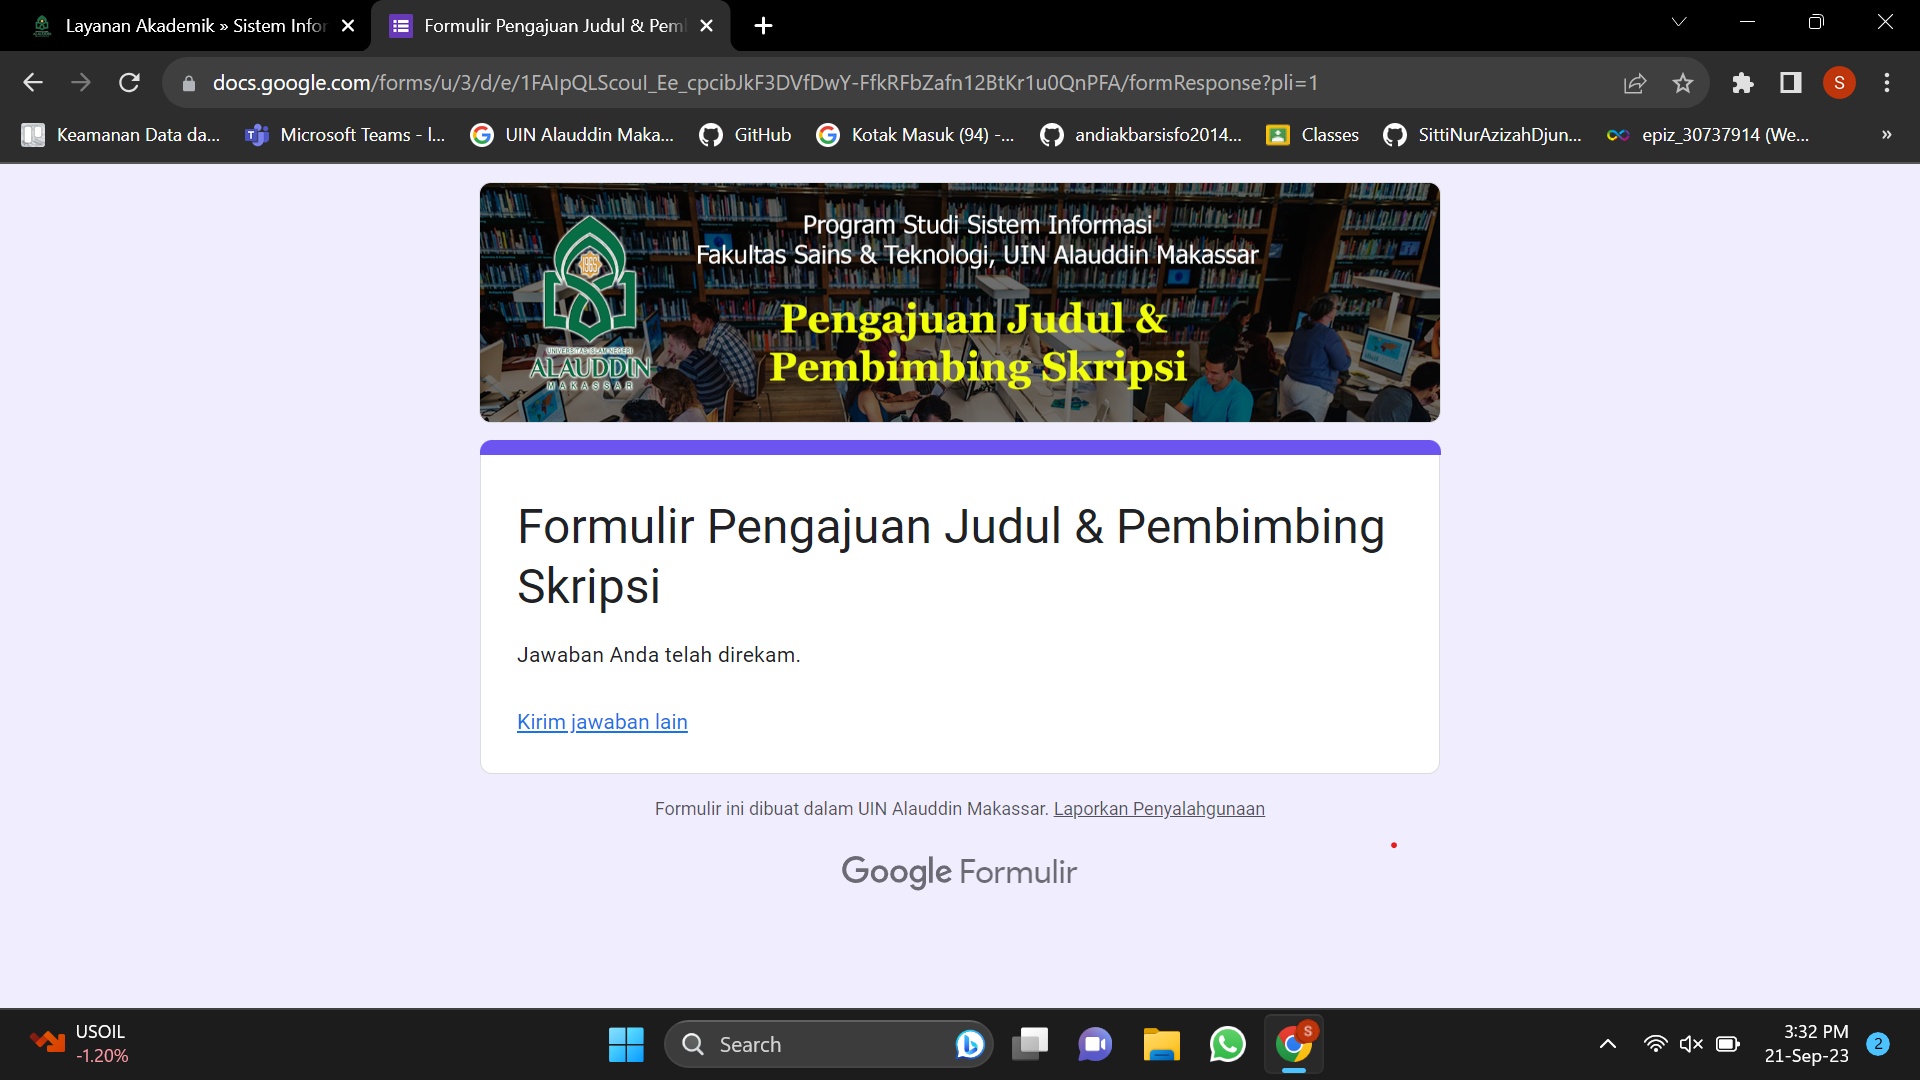 Layanan Akademik » Sistem Infor
Formulir Pengajuan Judul & Pemb
docs.google.com/forms/u/3/d/e/1FAIpQLScouI_Ee_cpcibJkF3DVfDwY-FfkRFbZafn12BtKr1u0QnPFA/formResponse?pli=1
S
Keamanan Data da...
Microsoft Teams - l...
UIN Alauddin Maka...
GitHub
Kotak Masuk (94) -...
andiakbarsisfo2014...
Classes
SittiNurAzizahDjun...
epiz_30737914 (We...
»
Program Studi Sistem Informasi
Fakultas Sains & Teknologi, UIN Alauddin Makassar
Pengajuan Judul &
Pembimbing Skripsi
1965
UNIVERSITAS ISLAM NEGERI
ALAUDDIN
MAKASSAR
Formulir Pengajuan Judul & Pembimbing
Skripsi
Jawaban Anda telah direkam.
Kirim jawaban lain
Formulir ini dibuat dalam UIN Alauddin Makassar. Laporkan Penyalahgunaan
Google Formulir
USOIL
-1.20%
Search
S
3:32 PM
21-Sep-23
2